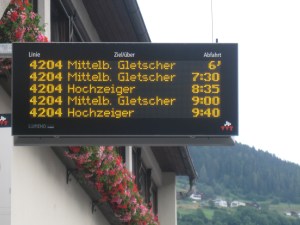 Linie Ziel/über Abfahrt
4204 Mittelb. Gletscher 6'
4204 Mittelb. Gletscher 7:30
4204 Hochzeiger 8:35
4204 Mittelb. Gletscher 9:00
4204 Hochzeiger 9:40